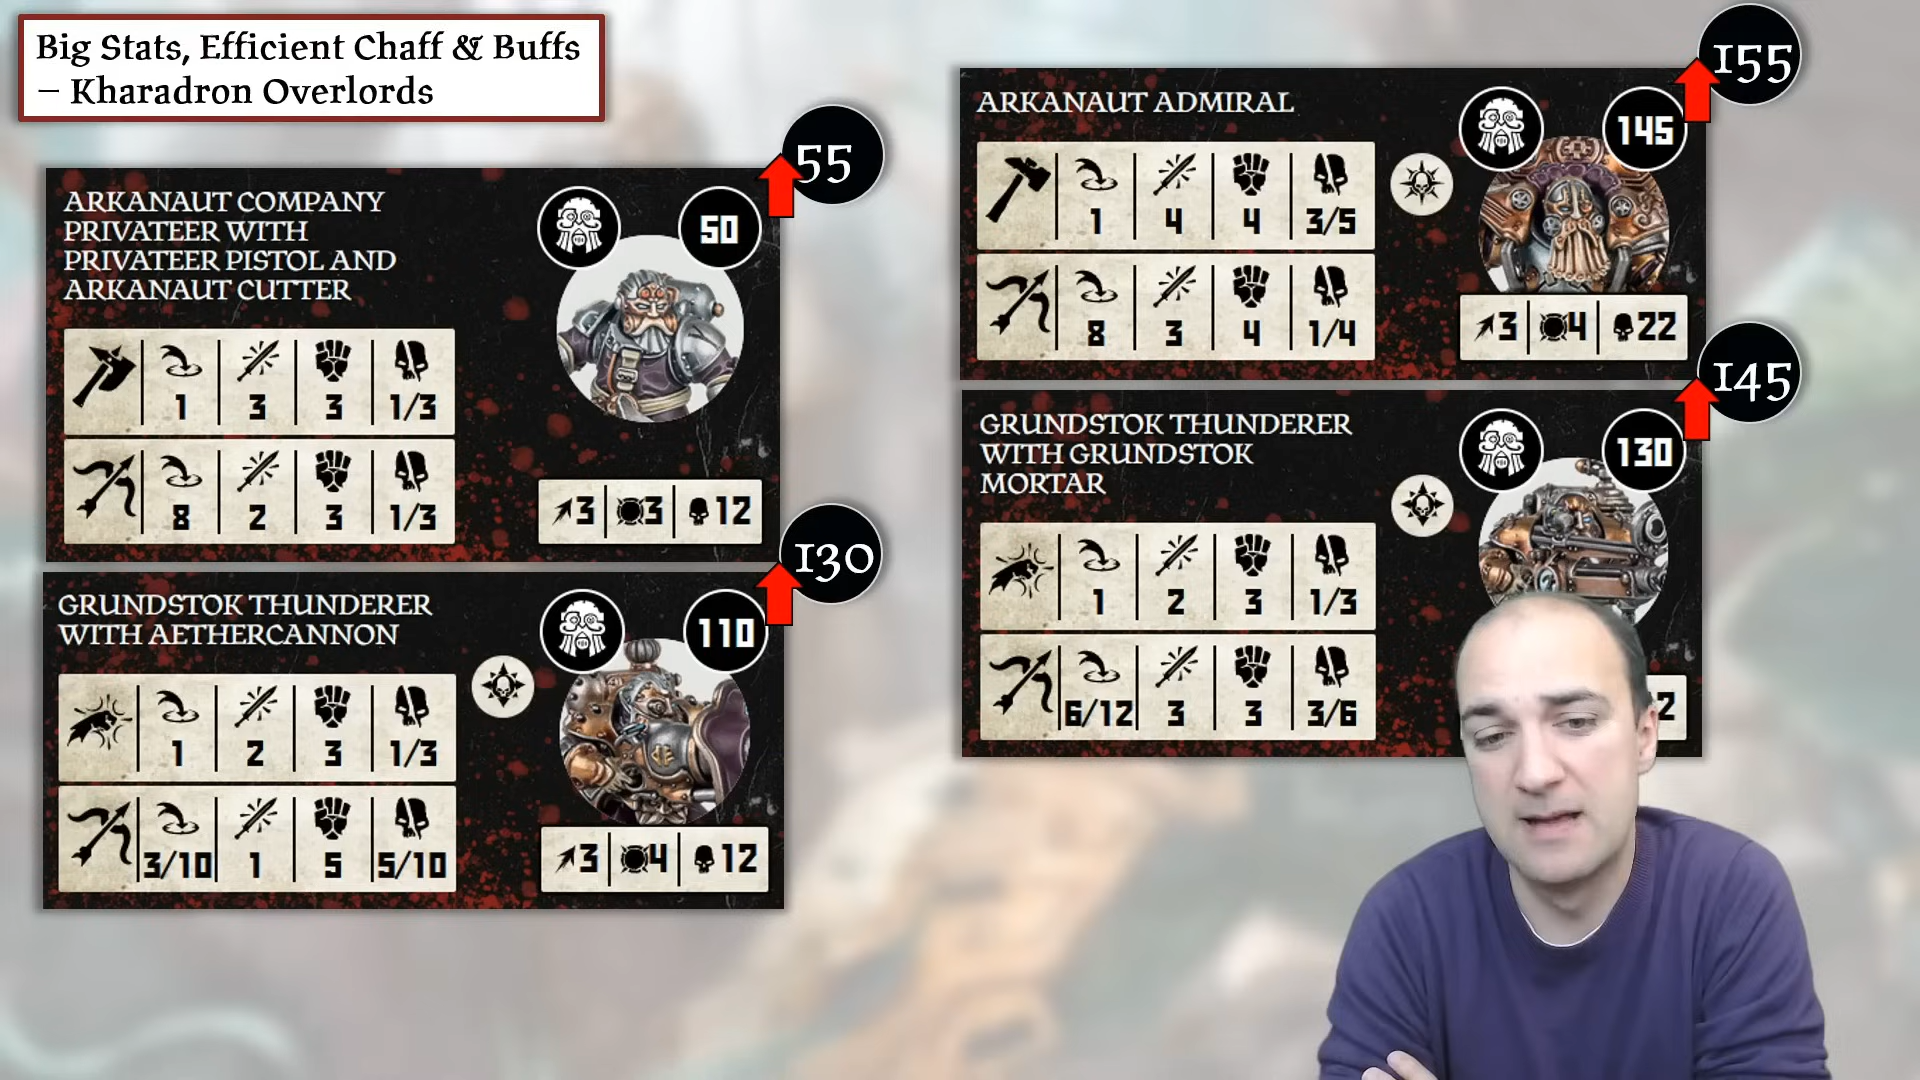 Big Stats, Efficient Chaff & Buffs
– Kharadron Overlords
55
ARKANAUT COMPANY
PRIVATEER WITH
PRIVATEER PISTOL AND
ARKANAUT CUTTER
50
1 3 3 1/3
8 2 3 1/3
3 3 12
130
GRUNDSTOK THUNDERER
WITH AETHERCANNON
110
1 2 3 1/3
3/10 1 5 5/10
3 4 12
155
ARKANAUT ADMIRAL
145
1 4 4 3/5
8 3 4 1/4
3 4 22
145
GRUNDSTOK THUNDERER
WITH GRUNDSTOK
MORTAR
130
1 2 3 1/3
6/12 3 3 3/6